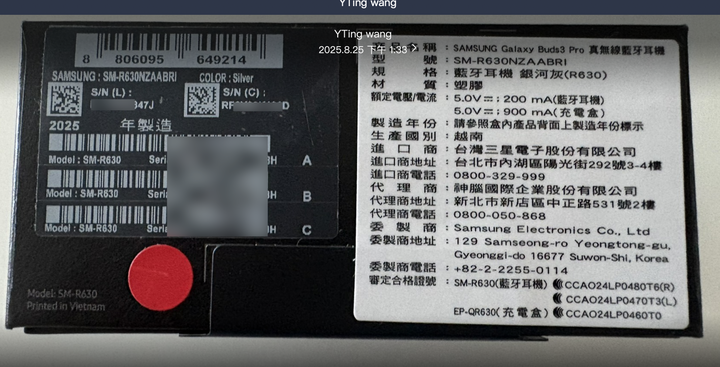 YTing wang
YTing wang
2025.8.25 下午 1:33
8 806095 649214
SAMSUNG : SM-R630NZAABRI COLOR : Silver
S/N (L) : S/N (C) :
347J D
2025 年製造
Model : SM-R630 Seri 3H A
Model : SM-R630 Seri 3H B
Model : SM-R630 Seri 3H C
Model: SM-R630
Printed in Vietnam
稱 : SAMSUNG Galaxy Buds3 Pro 真無線藍牙耳機
型 號 : SM-R630NZAABRI
規 格 : 藍牙耳機 銀河灰(R630)
材 質 : 塑膠
額定電壓/電流 : 5.0V⎓; 200 mA(藍牙耳機)
5.0V⎓; 900 mA(充電盒)
製造年份 : 請參照盒內產品背面上製造年份標示
生產國別 : 越南
進口商 : 台灣三星電子股份有限公司
進口商地址 : 台北市內湖區陽光街292號3-4樓
進口商電話 : 0800-329-999
代理商 : 神腦國際企業股份有限公司
代理商地址 : 新北市新店區中正路531號2樓
代理商電話 : 0800-050-868
委製商 : Samsung Electronics Co., Ltd
委製商地址 : 129 Samseong-ro Yeongtong-gu,
Gyeonggi-do 16677 Suwon-Shi, Korea
委製商電話 : +82-2-2255-0114
審定合格證號 : SM-R630(藍牙耳機) CCAO24LP0480T6(R)
CCAO24LP0470T3(L)
EP-QR630(充電盒) CCAO24LP0460T0